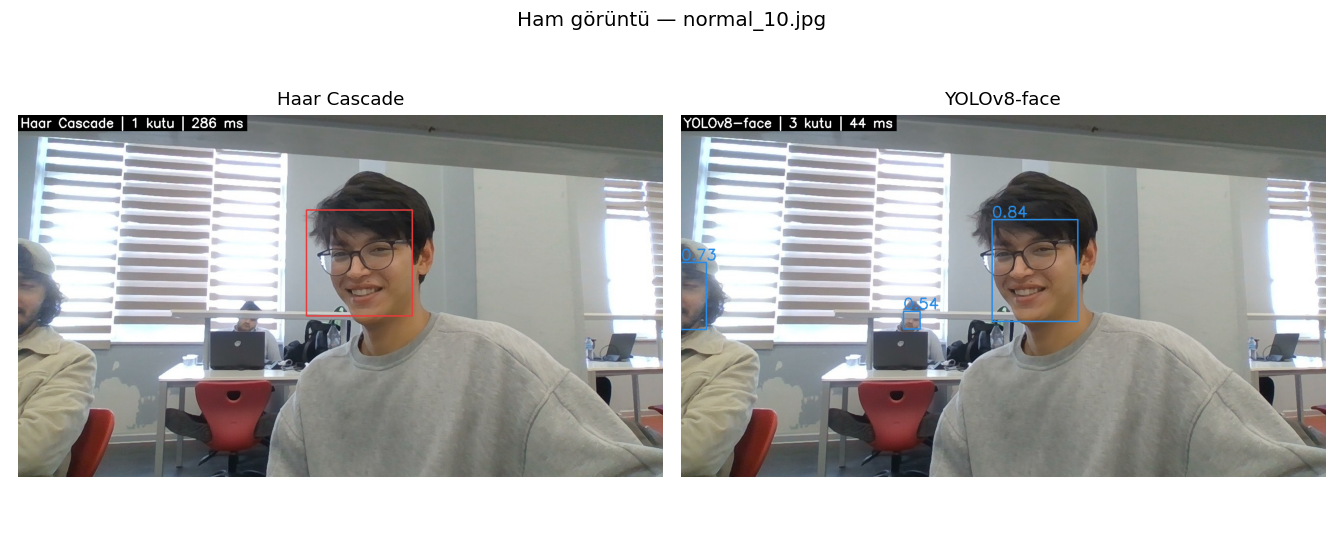 Ham görüntü — normal_10.jpg
Haar Cascade
YOLOv8-face
Haar Cascade | 1 kutu | 286 ms
YOLOv8-face | 3 kutu | 44 ms
0.84
0.73
0.54